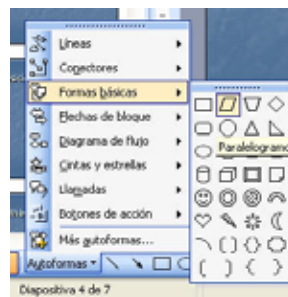 Líneas
Conectores
Formas básicas
Flechas de bloque
Paralelogramo
Diagrama de flujo
Cintas y estrellas
Llamadas
Botones de acción
Más autoformas...
Autoformas
Diapositiva 4 de 7